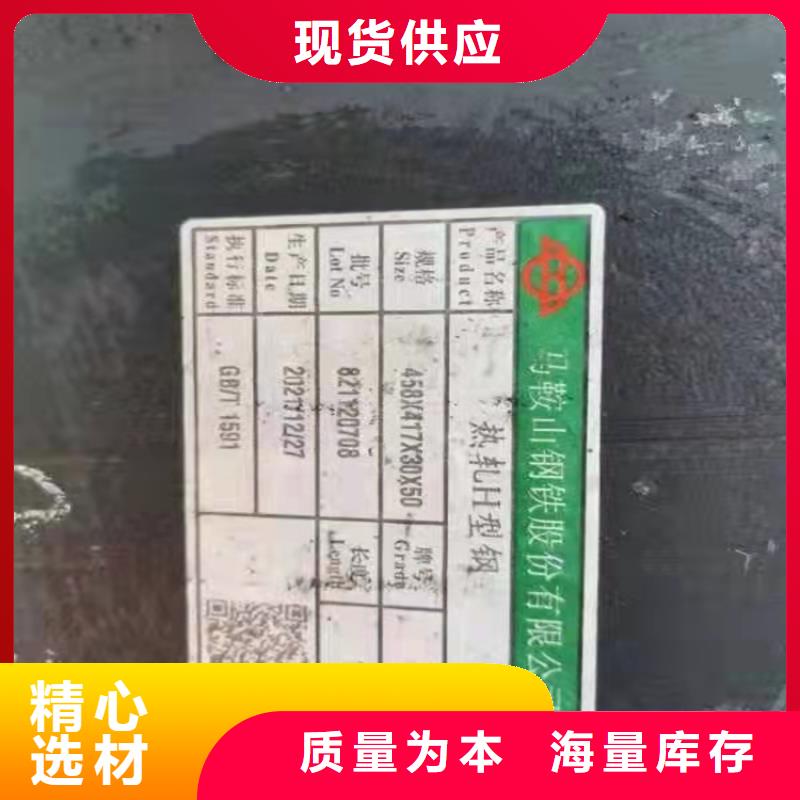 现货供应
马鞍山钢铁股份有限公
产品名称
Product
热轧H型钢
规格
Size
458X417X30X50
牌号
Grade
批号
Lot No
821Y20708
长度
Length
生产日期
Date
2021/12/27
执行标准
Standard
GB/T 1591
精心
选材
质量为本 海量库存